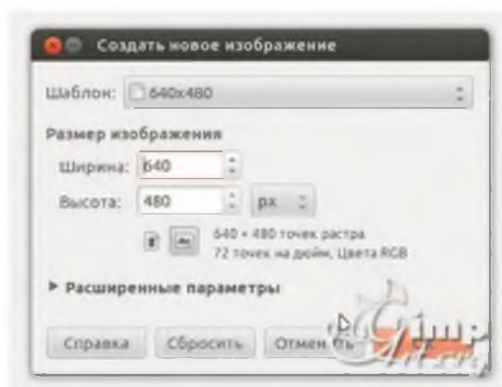 Создать новое изображение
Шаблон: 640x480
Размер изображения
Ширина: 640
Высота: 480 px
640 × 480 точек растра
72 точек на дюйм, Цвета RGB
Расширенные параметры
Справка Сбросить Отменить